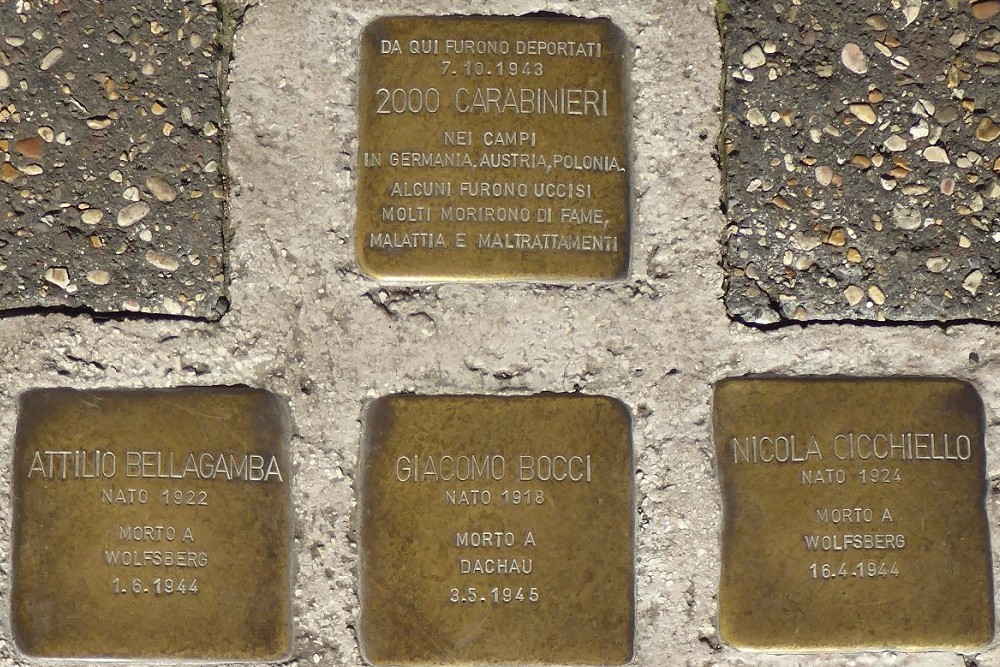 DA QUI FURONO DEPORTATI
7.10.1943
2000 CARABINIERI
NEI CAMPI
IN GERMANIA, AUSTRIA, POLONIA.
ALCUNI FURONO UCCISI
MOLTI MORIRONO DI FAME,
MALATTIA E MALTRATTAMENTI
ATTILIO BELLAGAMBA
NATO 1922
MORTO A
WOLFSBERG
1.6.1944
GIACOMO BOCCI
NATO 1918
MORTO A
DACHAU
3.5.1945
NICOLA CICCHIELLO
NATO 1924
MORTO A
WOLFSBERG
16.4.1944